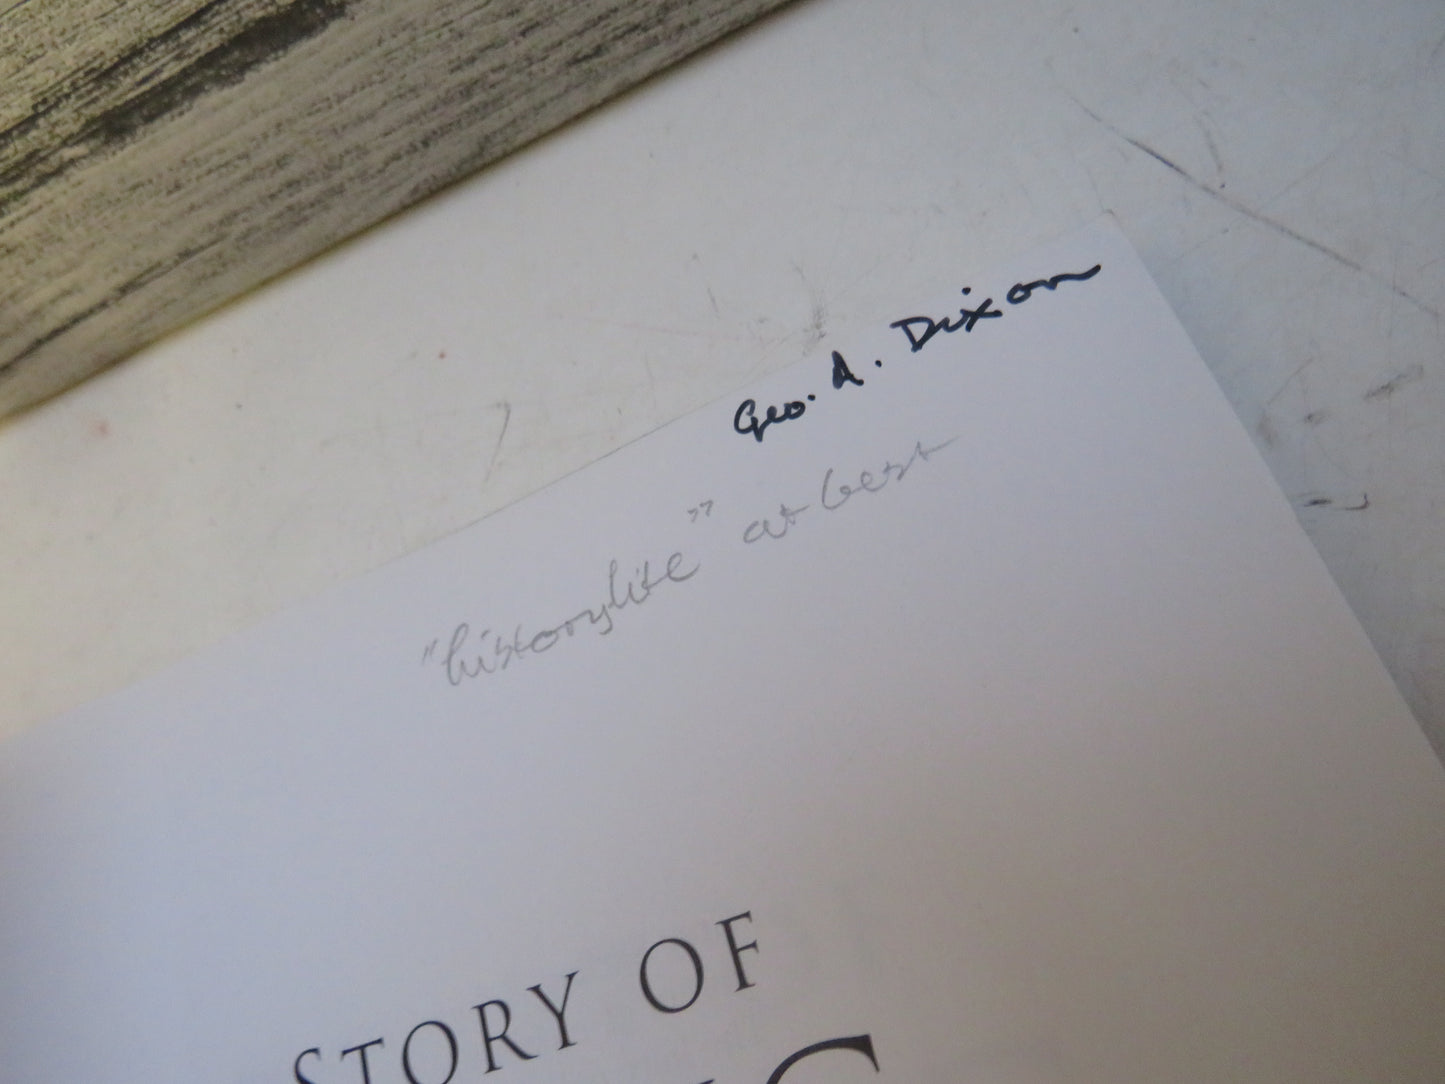 Geo. A. Dixon
"historylite" at best
STORY OF